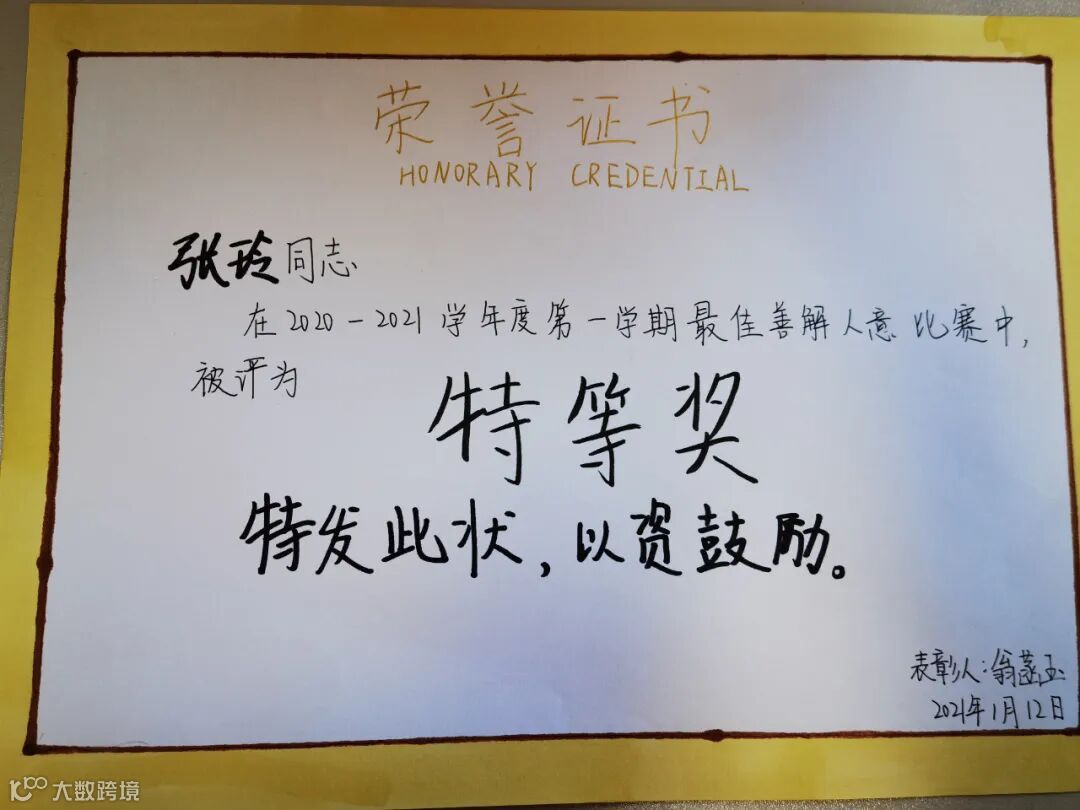 荣誉证书
HONORARY CREDENTIAL
张玲同志
在2020-2021学年度第一学期最佳善解人意比赛中,
被评为
特等奖
特发此状,以资鼓励。
表彰人:翁菡玉
2021年1月12日
大数跨境